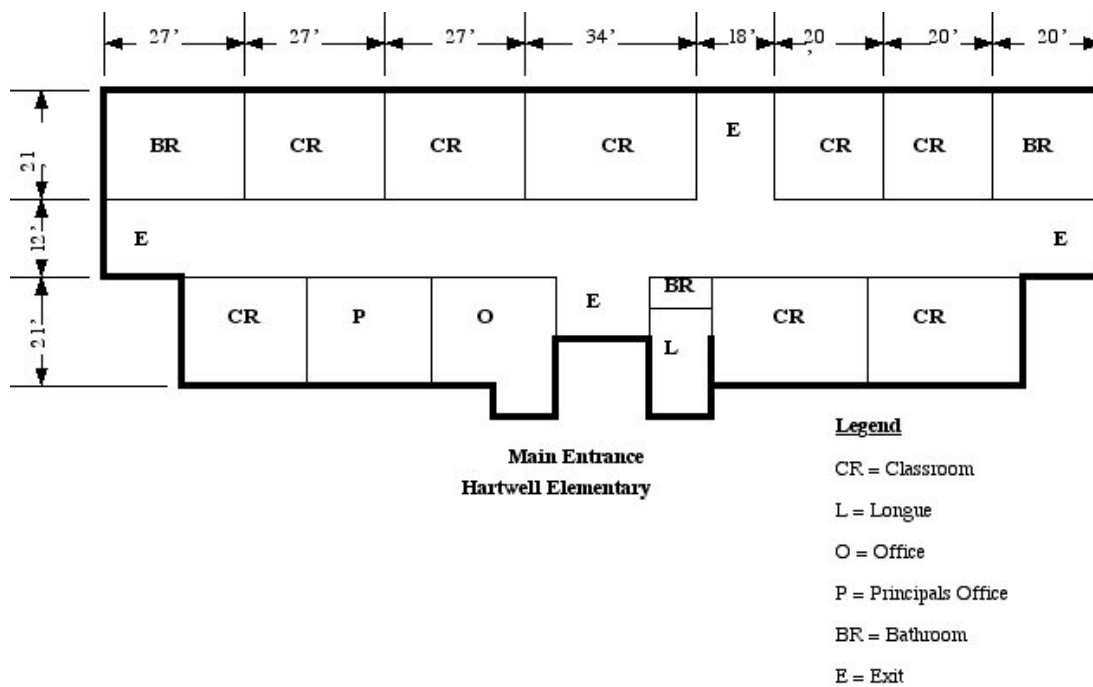 27' 27' 27' 34' 18' 20' 20' 20'
21
BR CR CR CR E CR CR BR
12'
E E
21'
CR P O E BR CR CR
L
Main Entrance
Hartwell Elementary
Legend
CR = Classroom
L = Longue
O = Office
P = Principals Office
BR = Bathroom
E = Exit